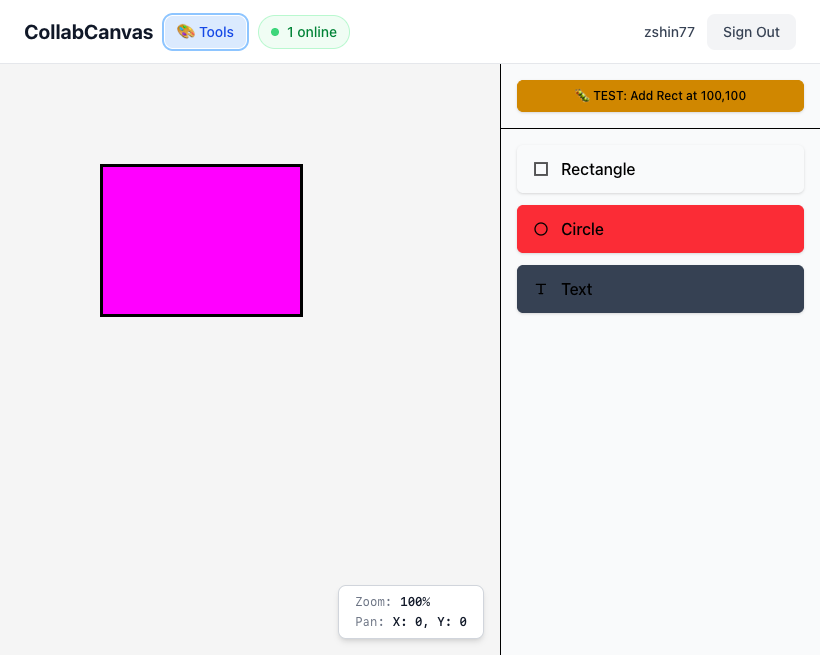 CollabCanvas
🎨 Tools
1 online
zshin77
Sign Out
🐛 TEST: Add Rect at 100,100
Rectangle
Circle
T Text
Zoom: 100%
Pan: X: 0, Y: 0